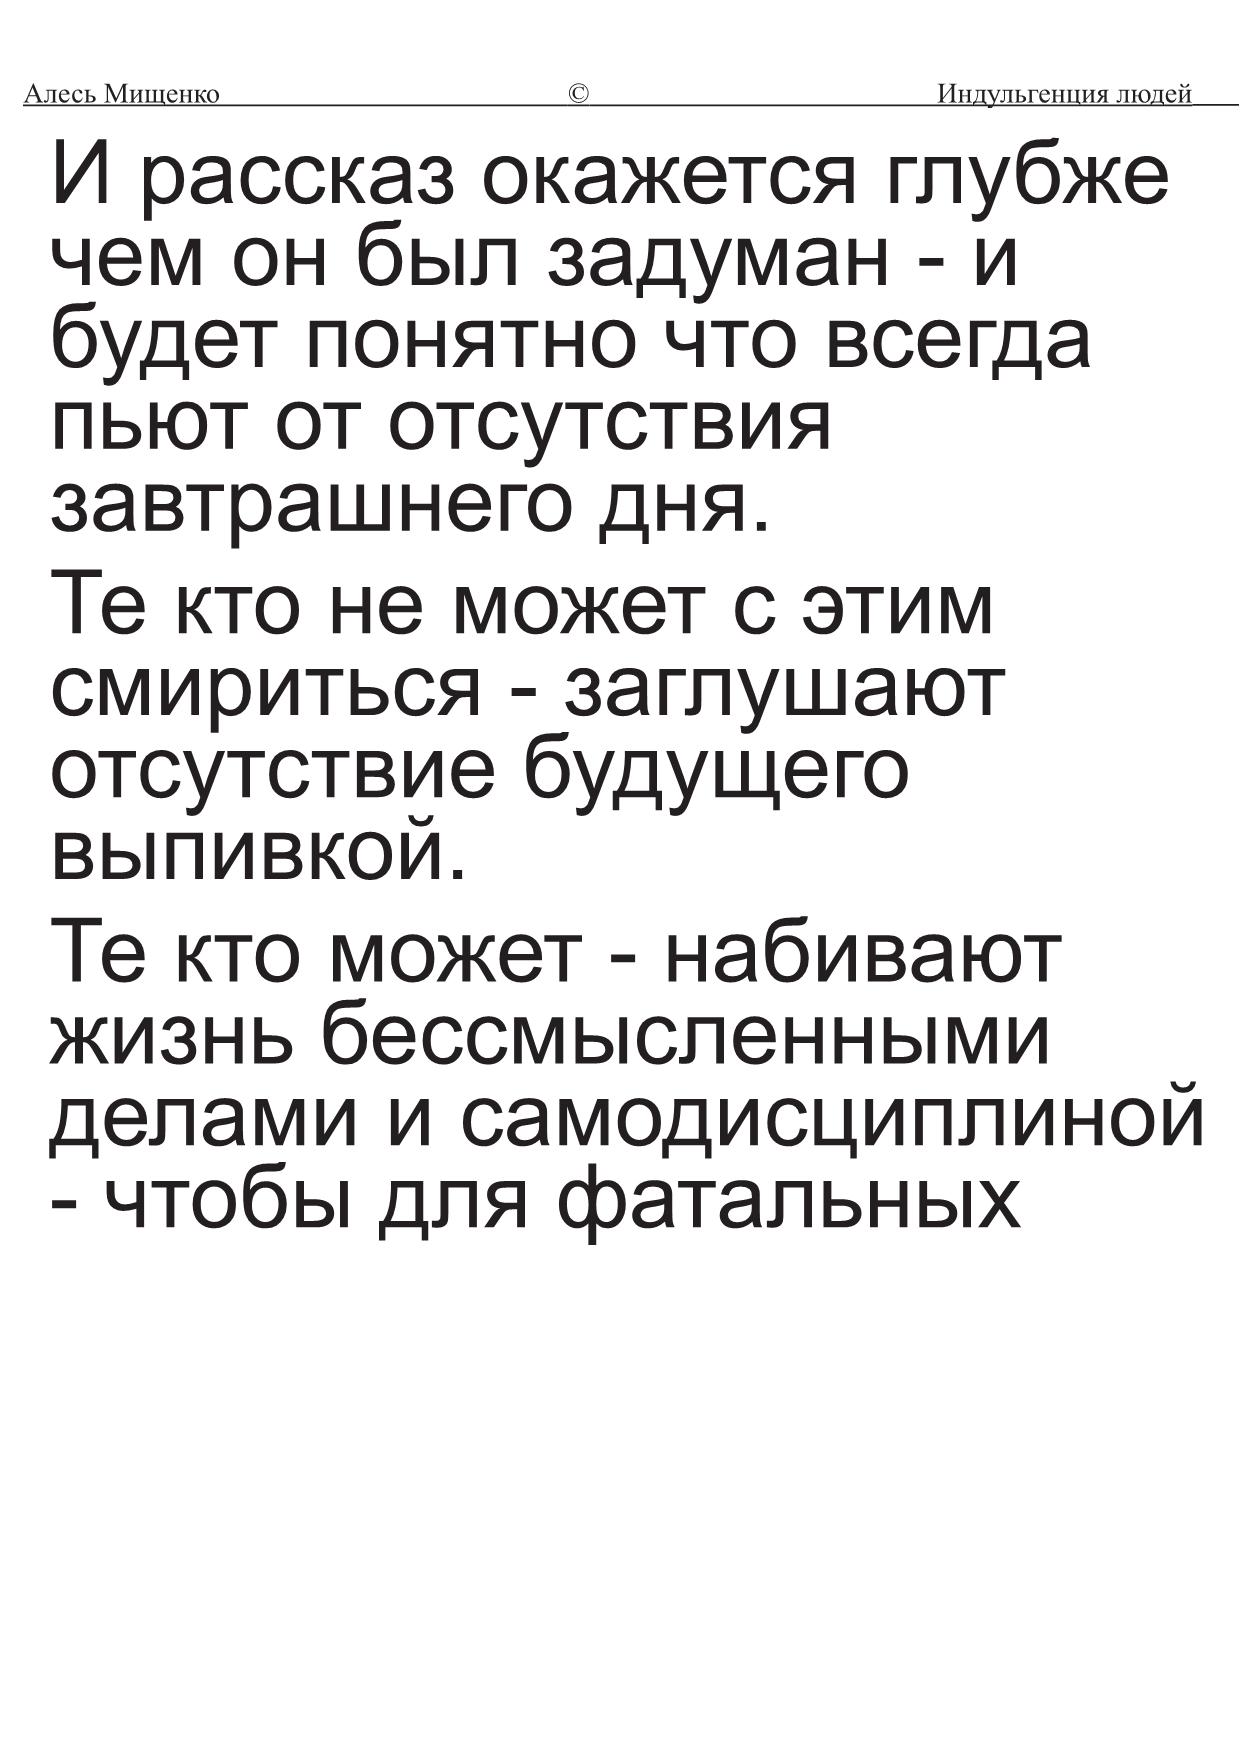 Алесь Мищенко © Индульгенция людей
И рассказ окажется глубже
чем он был задуман - и
будет понятно что всегда
пьют от отсутствия
завтрашнего дня.
Те кто не может с этим
смириться - заглушают
отсутствие будущего
выпивкой.
Те кто может - набивают
жизнь бессмысленными
делами и самодисциплиной
- чтобы для фатальных